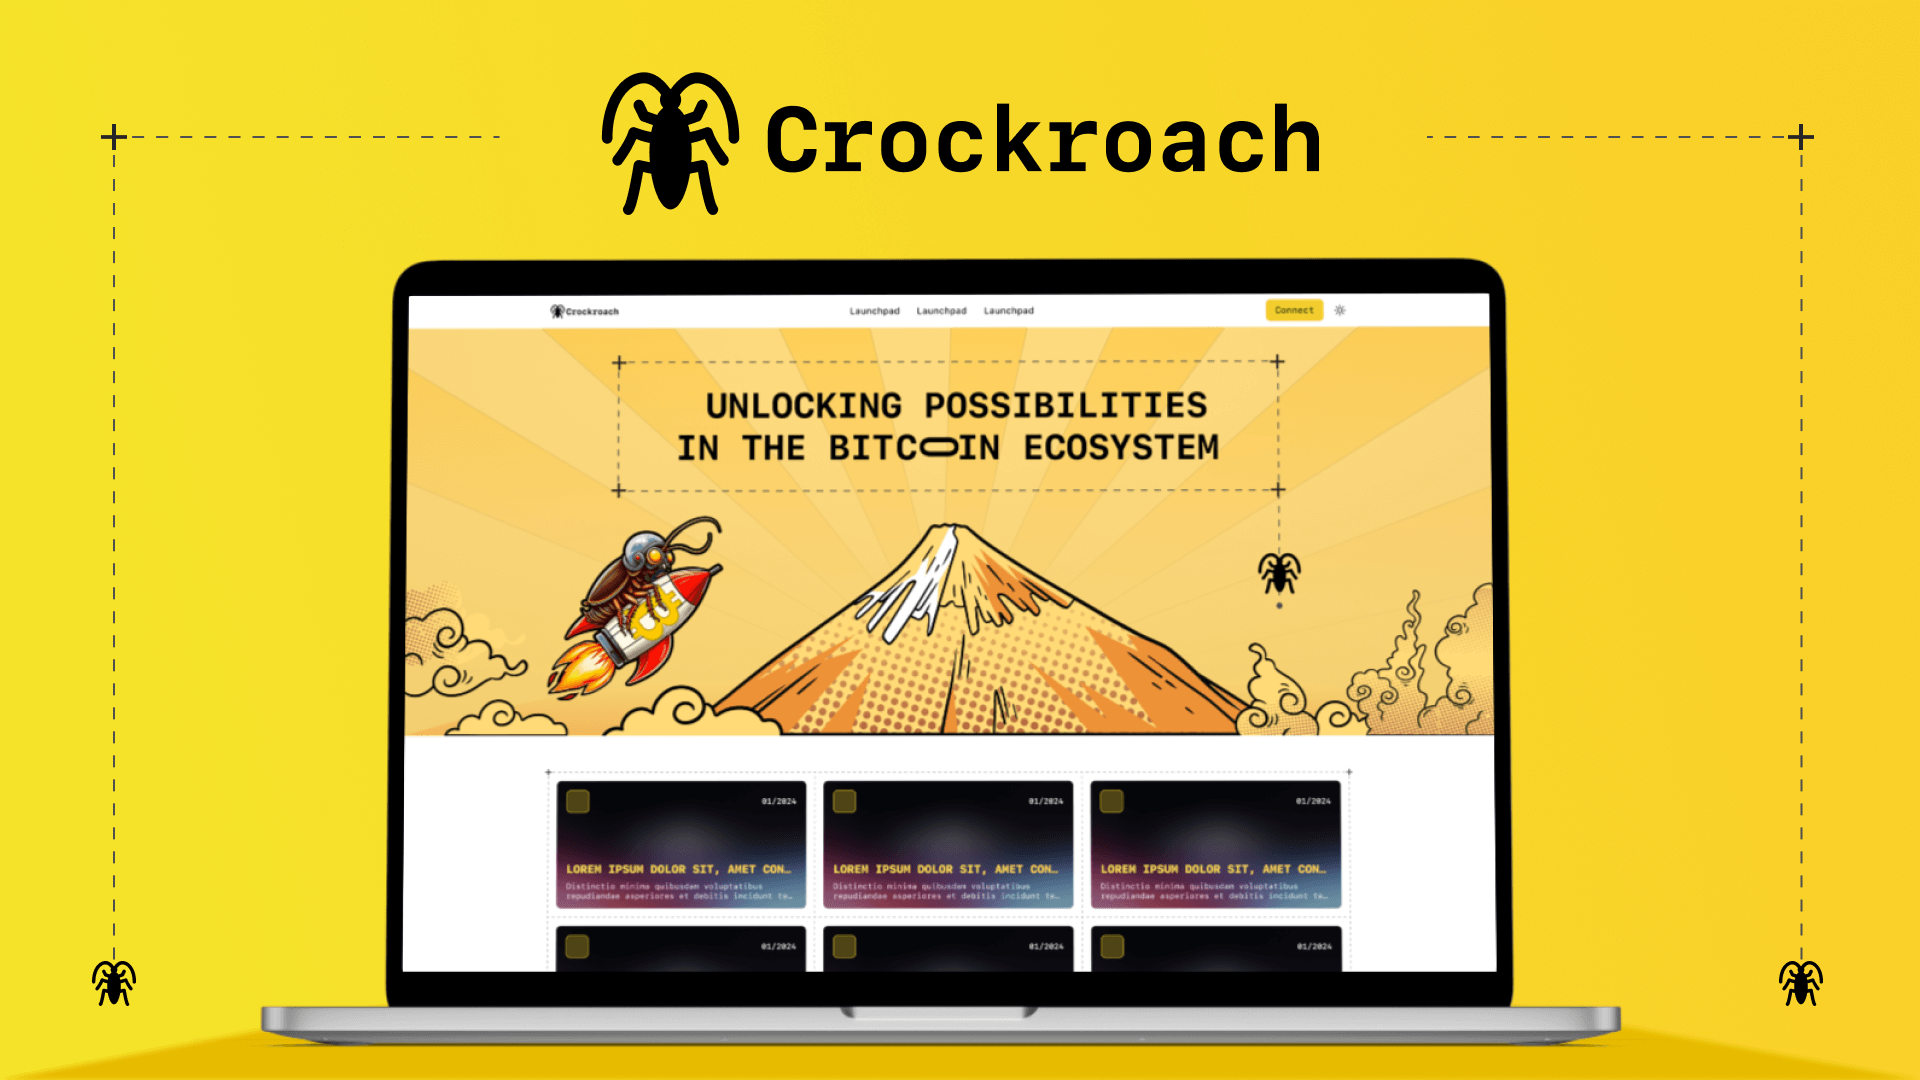 Crockroach
Crockroach
Launchpad Launchpad Launchpad
Connect
UNLOCKING POSSIBILITIES
IN THE BITCOIN ECOSYSTEM
01/2024 01/2024 01/2024
LOREM IPSUM DOLOR SIT, AMET CON…
Distinctio minima quibusdam voluptatibus
repudiandae asperiores et debitis incidunt te…
LOREM IPSUM DOLOR SIT, AMET CON…
Distinctio minima quibusdam voluptatibus
repudiandae asperiores et debitis incidunt te…
LOREM IPSUM DOLOR SIT, AMET CON…
Distinctio minima quibusdam voluptatibus
repudiandae asperiores et debitis incidunt te…
01/2024 01/2024 01/2024